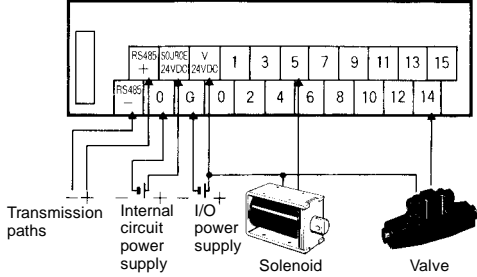 RS485 + SOURCE 24VDC V 24VDC 1 3 5 7 9 11 13 15
RS485 − 0 G 0 2 4 6 8 10 12 14
− + − + − +
Transmission paths
Internal circuit power supply
I/O power supply
Solenoid
Valve